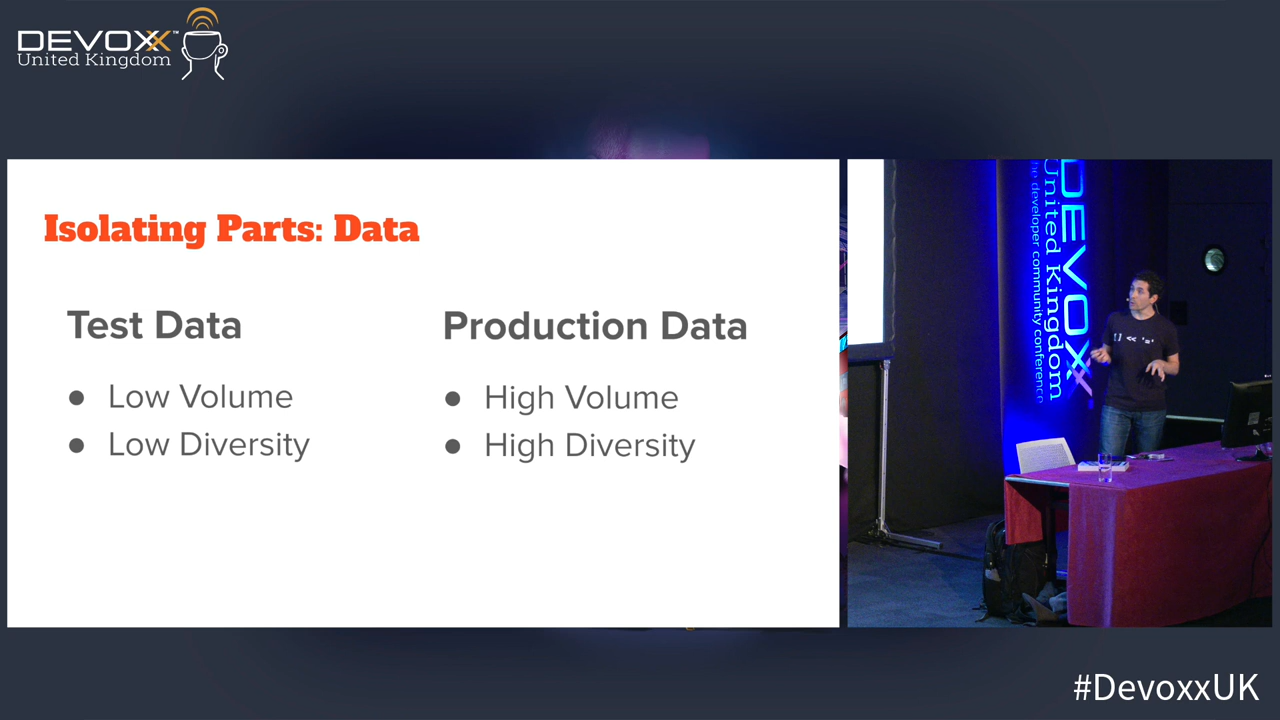 DEVOXX™
United Kingdom
Isolating Parts: Data
Test Data
● Low Volume
● Low Diversity
Production Data
● High Volume
● High Diversity
DEVOXX
United Kingdom
the developer community conference
[] << '='
#DevoxxUK